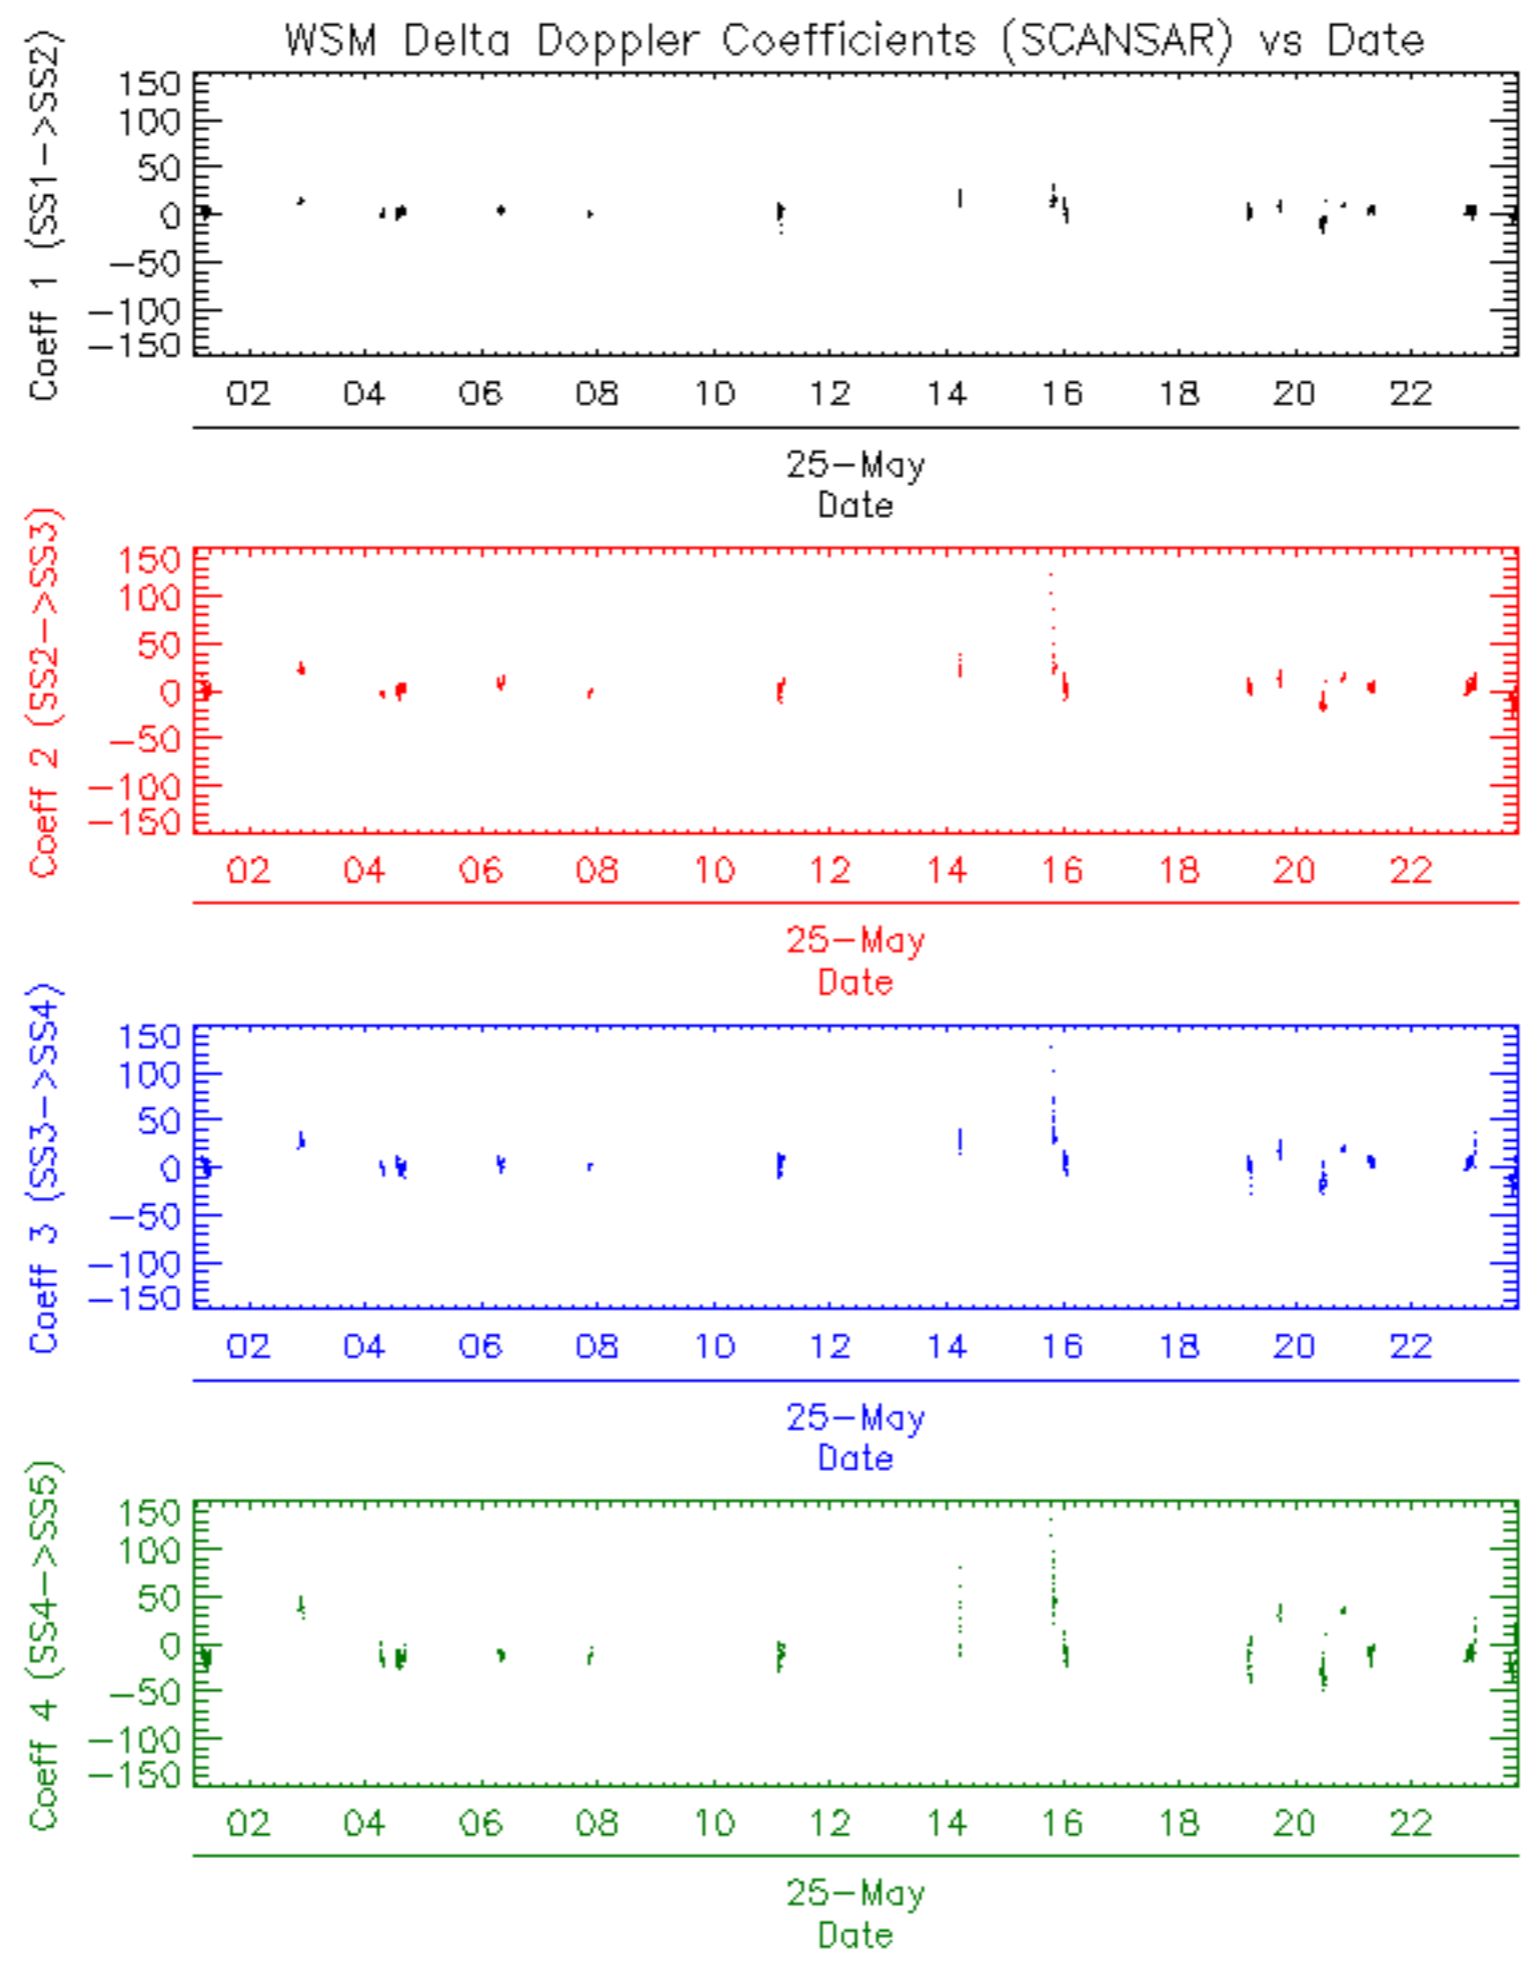 WSM Delta Doppler Coefficients (SCANSAR) vs Date
Coeff 1 (SS1->SS2)
150
100
50
0
-50
-100
-150
02 04 06 08 10 12 14 16 18 20 22
25-May
Date
Coeff 2 (SS2->SS3)
150
100
50
0
-50
-100
-150
02 04 06 08 10 12 14 16 18 20 22
25-May
Date
Coeff 3 (SS3->SS4)
150
100
50
0
-50
-100
-150
02 04 06 08 10 12 14 16 18 20 22
25-May
Date
Coeff 4 (SS4->SS5)
150
100
50
0
-50
-100
-150
02 04 06 08 10 12 14 16 18 20 22
25-May
Date